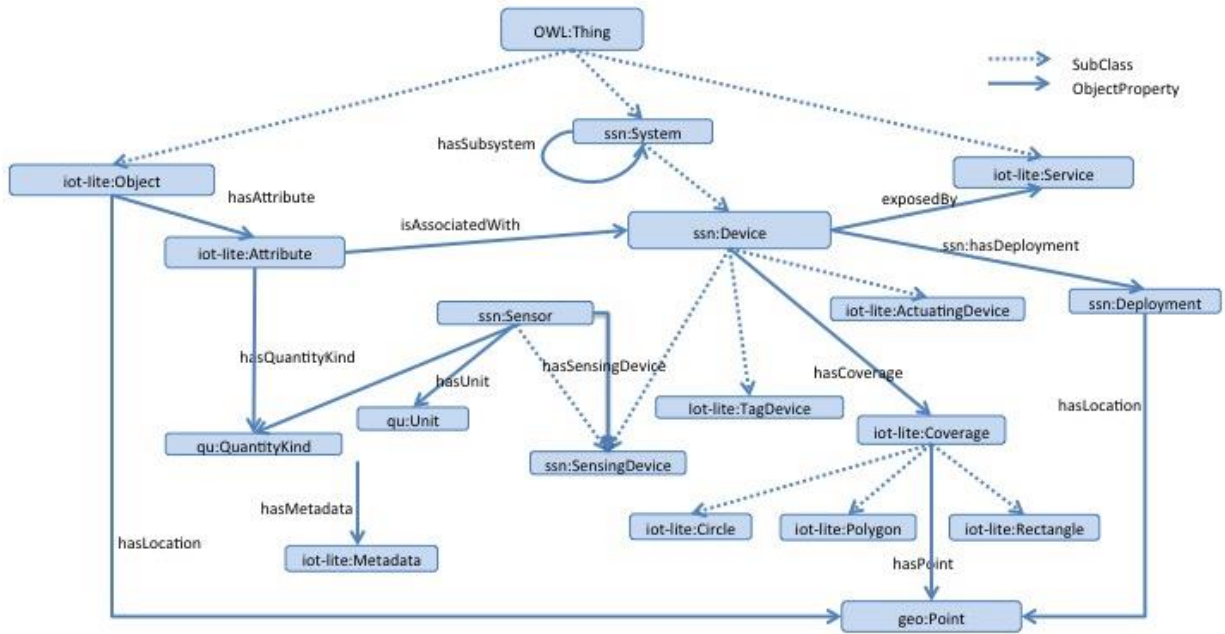 OWL:Thing
SubClass
ObjectProperty
ssn:System
hasSubsystem
iot-lite:Object
iot-lite:Service
hasAttribute
exposedBy
isAssociatedWith
ssn:Device
iot-lite:Attribute
ssn:hasDeployment
ssn:Sensor
iot-lite:ActuatingDevice
ssn:Deployment
hasQuantityKind
hasUnit
hasSensingDevice
hasCoverage
qu:Unit
Iot-lite:TagDevice
hasLocation
qu:QuantityKind
iot-lite:Coverage
ssn:SensingDevice
hasMetadata
iot-lite:Circle
iot-lite:Polygon
iot-lite:Rectangle
hasLocation
iot-lite:Metadata
hasPoint
geo:Point